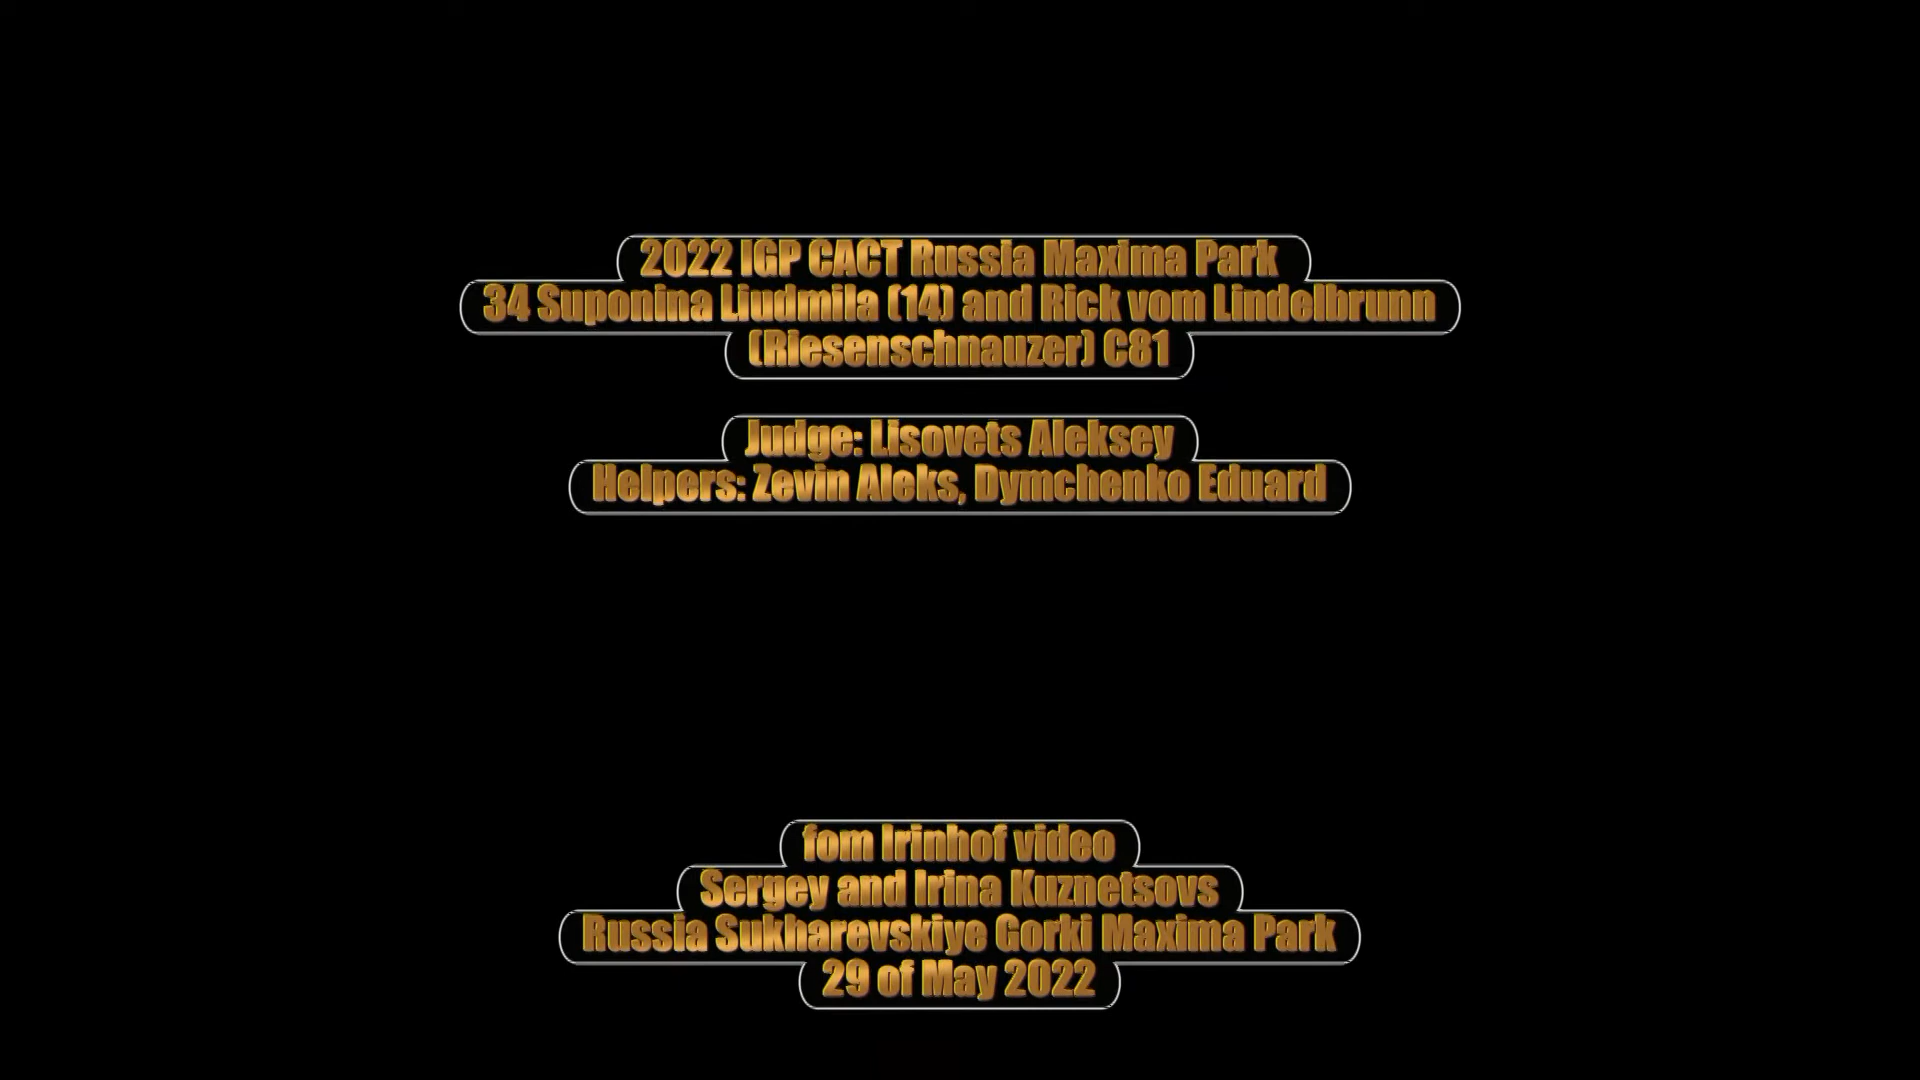 2022 IGP CACT Russia Maxima Park
34 Suponina Liudmila (14) and Rick vom Lindelbrunn
(Riesenschnauzer) C81
Judge: Lisovets Aleksey
Helpers: Zevin Aleks, Dymchenko Eduard
fom Irinhof video
Sergey and Irina Kuznetsovs
Russia Sukharevskiye Gorki Maxima Park
29 of May 2022